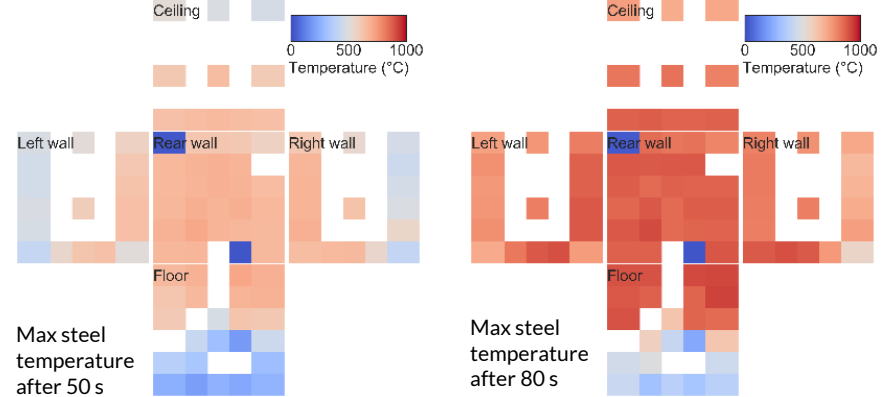 Ceiling
0 500 1000
Temperature (°C)
Left wall
Rear wall
Right wall
Floor
Max steel
temperature
after 50 s
Ceiling
0 500 1000
Temperature (°C)
Left wall
Rear wall
Right wall
Floor
Max steel
temperature
after 80 s